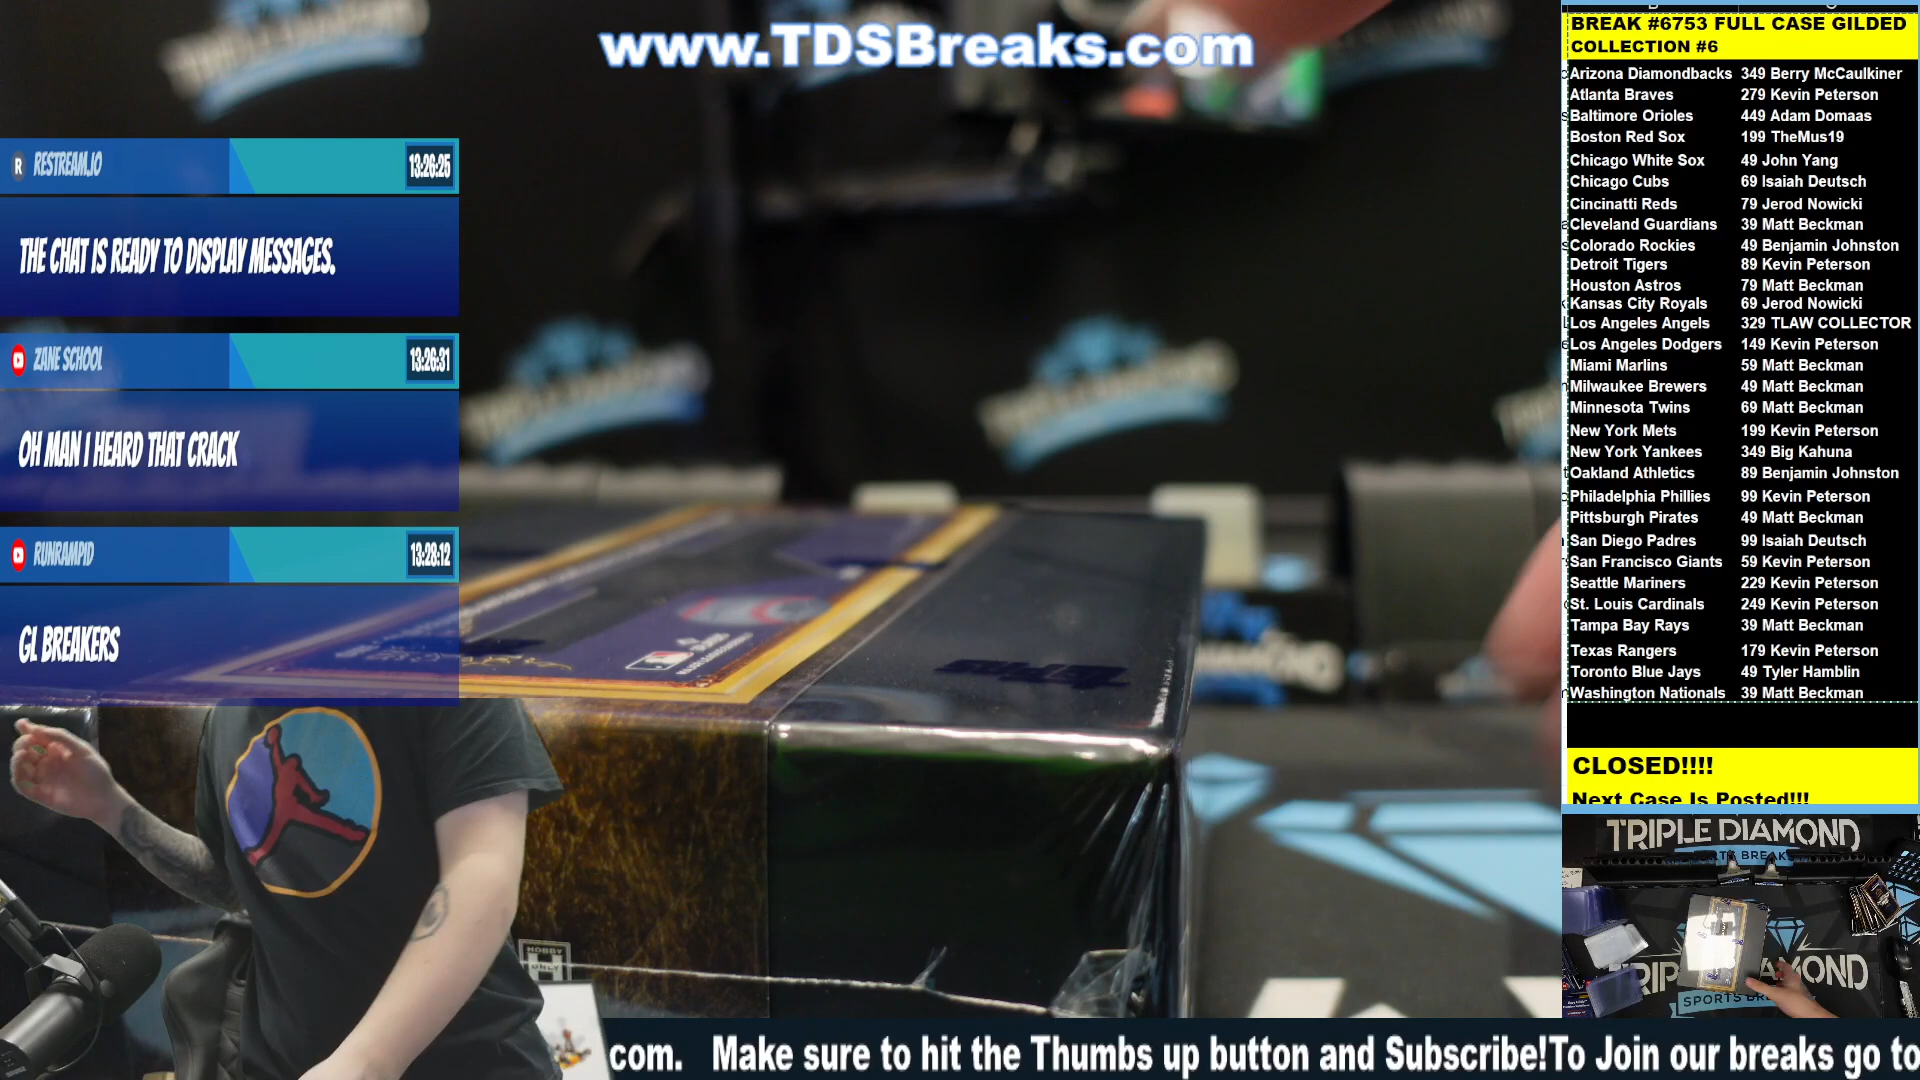 www.TDSBreaks.com
RESTREAM.IO
13:26:25
THE CHAT IS READY TO DISPLAY MESSAGES.
ZANE SCHOOL
13:26:31
OH MAN I HEARD THAT CRACK
RUNRAMPID
13:28:12
GL BREAKERS
HOBBY
ONLY
BREAK #6753 FULL CASE GILDED
COLLECTION #6
Arizona Diamondbacks 349 Berry McCaulkiner
Atlanta Braves 279 Kevin Peterson
Baltimore Orioles 449 Adam Domaas
Boston Red Sox 199 TheMus19
Chicago White Sox 49 John Yang
Chicago Cubs 69 Isaiah Deutsch
Cincinatti Reds 79 Jerod Nowicki
Cleveland Guardians 39 Matt Beckman
Colorado Rockies 49 Benjamin Johnston
Detroit Tigers 89 Kevin Peterson
Houston Astros 79 Matt Beckman
Kansas City Royals 69 Jerod Nowicki
Los Angeles Angels 329 TLAW COLLECTOR
Los Angeles Dodgers 149 Kevin Peterson
Miami Marlins 59 Matt Beckman
Milwaukee Brewers 49 Matt Beckman
Minnesota Twins 69 Matt Beckman
New York Mets 199 Kevin Peterson
New York Yankees 349 Big Kahuna
Oakland Athletics 89 Benjamin Johnston
Philadelphia Phillies 99 Kevin Peterson
Pittsburgh Pirates 49 Matt Beckman
San Diego Padres 99 Isaiah Deutsch
San Francisco Giants 59 Kevin Peterson
Seattle Mariners 229 Kevin Peterson
St. Louis Cardinals 249 Kevin Peterson
Tampa Bay Rays 39 Matt Beckman
Texas Rangers 179 Kevin Peterson
Toronto Blue Jays 49 Tyler Hamblin
Washington Nationals 39 Matt Beckman
CLOSED!!!!
Next Case Is Posted!!!
TRIPLE DIAMOND
com. Make sure to hit the Thumbs up button and Subscribe!To Join our breaks go to